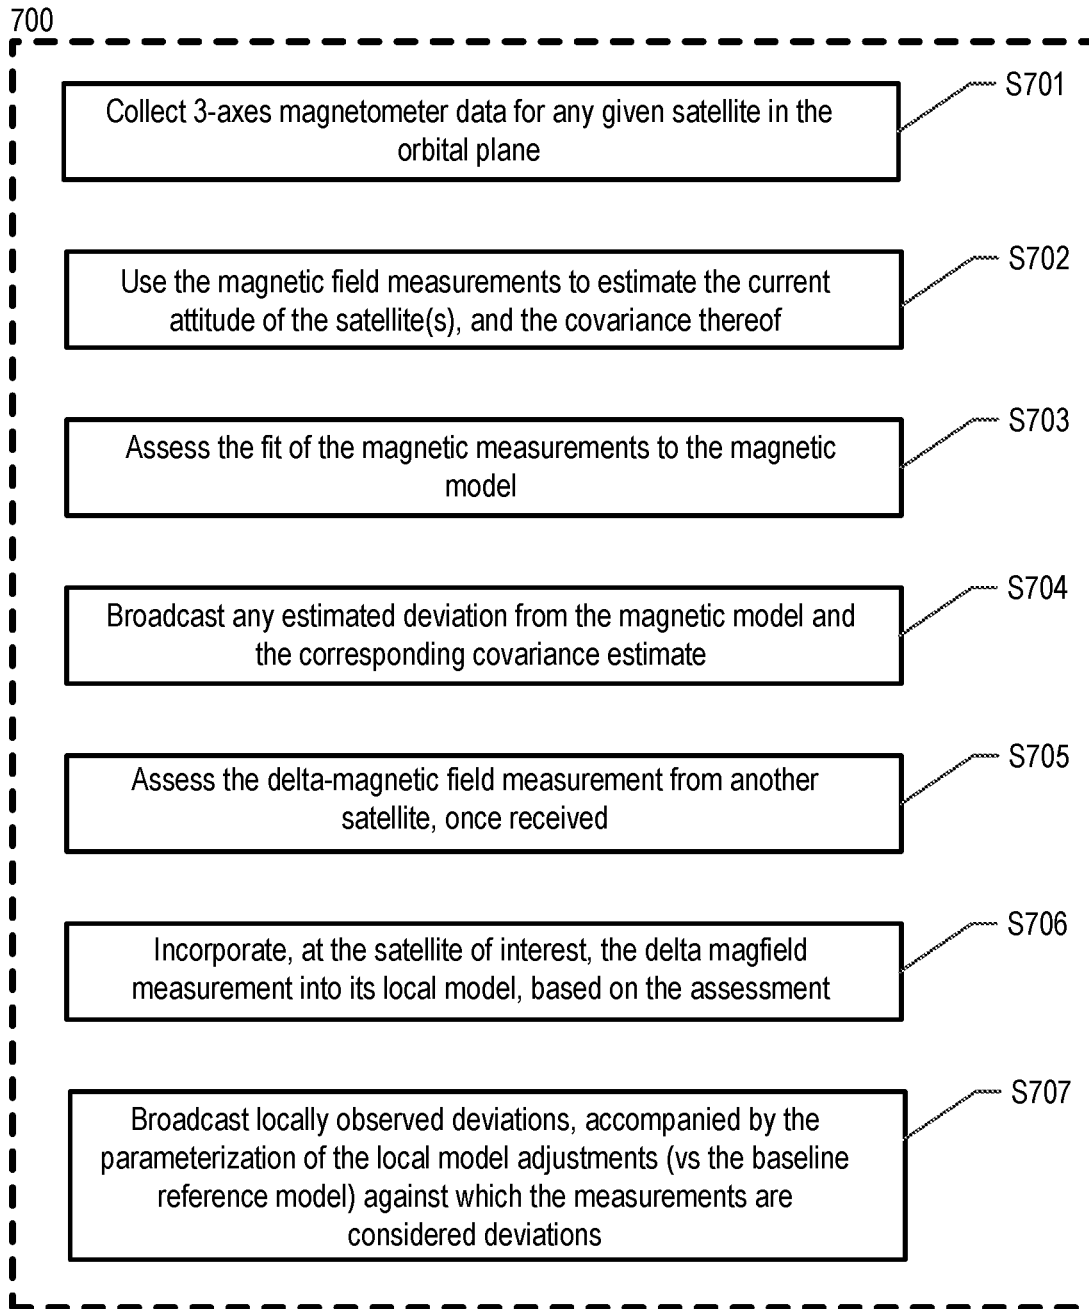 700
Collect 3-axes magnetometer data for any given satellite in the
orbital plane
S701
Use the magnetic field measurements to estimate the current
attitude of the satellite(s), and the covariance thereof
S702
Assess the fit of the magnetic measurements to the magnetic
model
S703
Broadcast any estimated deviation from the magnetic model and
the corresponding covariance estimate
S704
Assess the delta-magnetic field measurement from another
satellite, once received
S705
Incorporate, at the satellite of interest, the delta magfield
measurement into its local model, based on the assessment
S706
Broadcast locally observed deviations, accompanied by the
parameterization of the local model adjustments (vs the baseline
reference model) against which the measurements are
considered deviations
S707